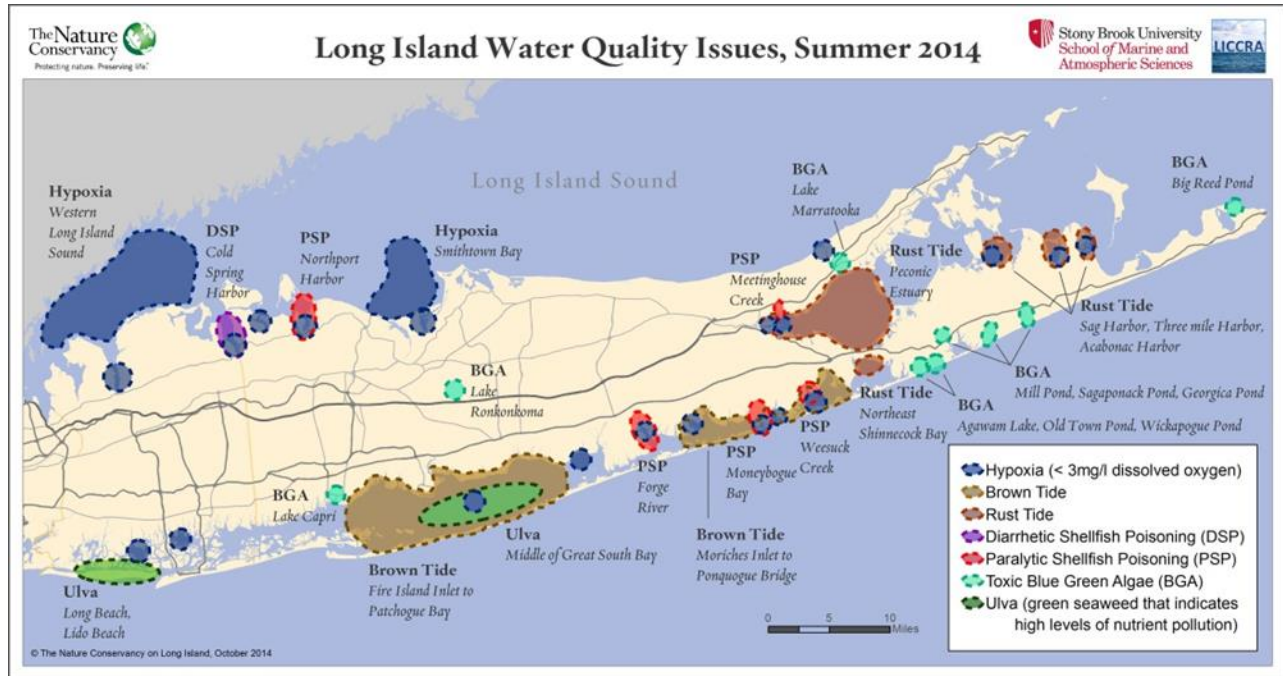 The Nature
Conservancy
Protecting nature. Preserving life.™
Long Island Water Quality Issues, Summer 2014
Stony Brook University
School of Marine and
Atmospheric Sciences
LICCRA
Long Island Sound
Hypoxia
Western
Long Island
Sound
DSP
Cold
Spring
Harbor
PSP
Northport
Harbor
Hypoxia
Smithtown Bay
BGA
Lake
Marratooka
BGA
Big Reed Pond
PSP
Meetinghouse
Creek
Rust Tide
Peconic
Estuary
Rust Tide
Sag Harbor, Three mile Harbor,
Acabonac Harbor
BGA
Lake
Ronkonkoma
BGA
Mill Pond, Sagaponack Pond, Georgica Pond
Rust Tide
Northeast
Shinnecock Bay
BGA
Agawam Lake, Old Town Pond, Wickapogue Pond
PSP
Weesuck
Creek
PSP
Moneybogue
Bay
PSP
Forge
River
BGA
Lake Capri
Ulva
Middle of Great South Bay
Brown Tide
Moriches Inlet to
Ponquogue Bridge
Brown Tide
Fire Island Inlet to
Patchogue Bay
Ulva
Long Beach,
Lido Beach
Hypoxia (< 3mg/l dissolved oxygen)
Brown Tide
Rust Tide
Diarrhetic Shellfish Poisoning (DSP)
Paralytic Shellfish Poisoning (PSP)
Toxic Blue Green Algae (BGA)
Ulva (green seaweed that indicates
high levels of nutrient pollution)
0 2.5 5 10
Miles
© The Nature Conservancy on Long Island, October 2014